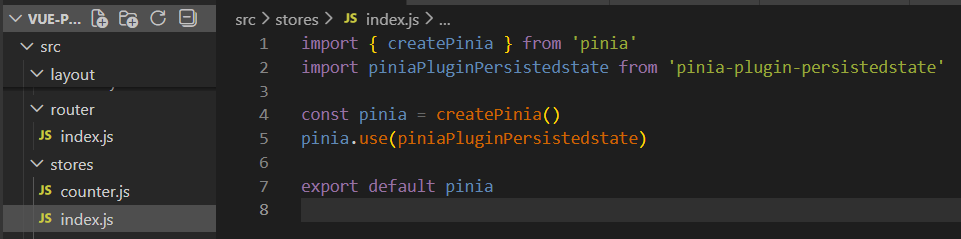 VUE-P...
src
layout
router
JS index.js
stores
JS counter.js
JS index.js
src > stores > JS index.js > ...
1 import { createPinia } from 'pinia'
2 import piniaPluginPersistedstate from 'pinia-plugin-persistedstate'
3
4 const pinia = createPinia()
5 pinia.use(piniaPluginPersistedstate)
6
7 export default pinia
8